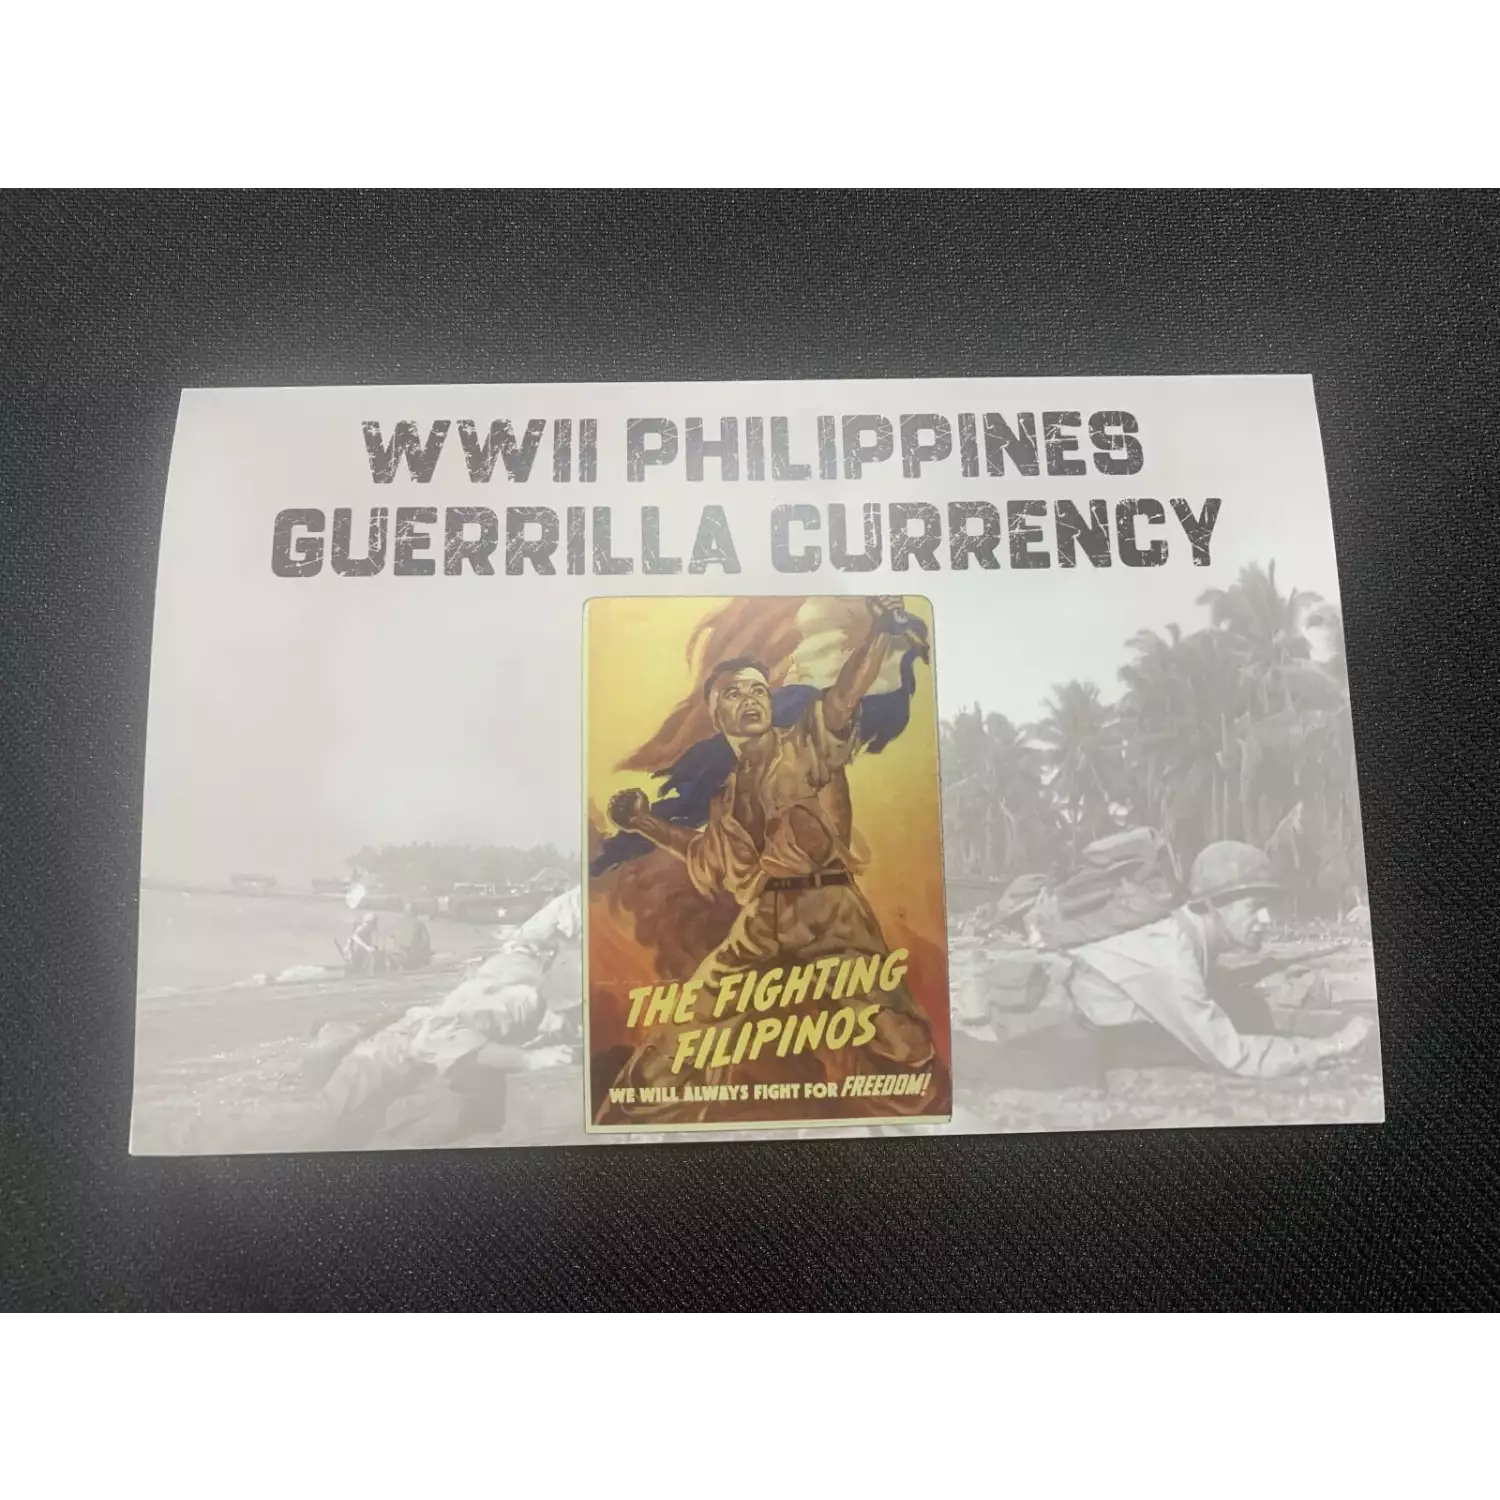 WWII PHILIPPINES
GUERRILLA CURRENCY
THE FIGHTING
FILIPINOS
WE WILL ALWAYS FIGHT FOR FREEDOM!